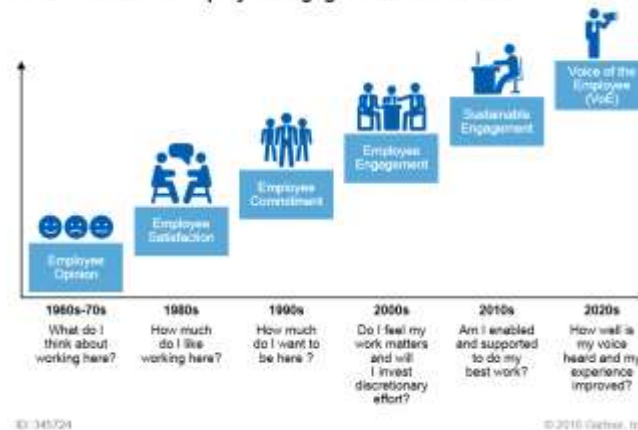 Voice of the
Employee
(VoE)
Sustainable
Engagement
Employee
Engagement
Employee
Commitment
Employee
Satisfaction
Employee
Opinion
1960s-70s
What do I
think about
working here?
1980s
How much
do I like
working here?
1990s
How much
do I want to
be here ?
2000s
Do I feel my
work matters
and will
I invest
discretionary
effort?
2010s
Am I enabled
and supported
to do my
best work?
2020s
How well is
my voice
heard and my
experience
improved?
ID: 345724
Gartner,